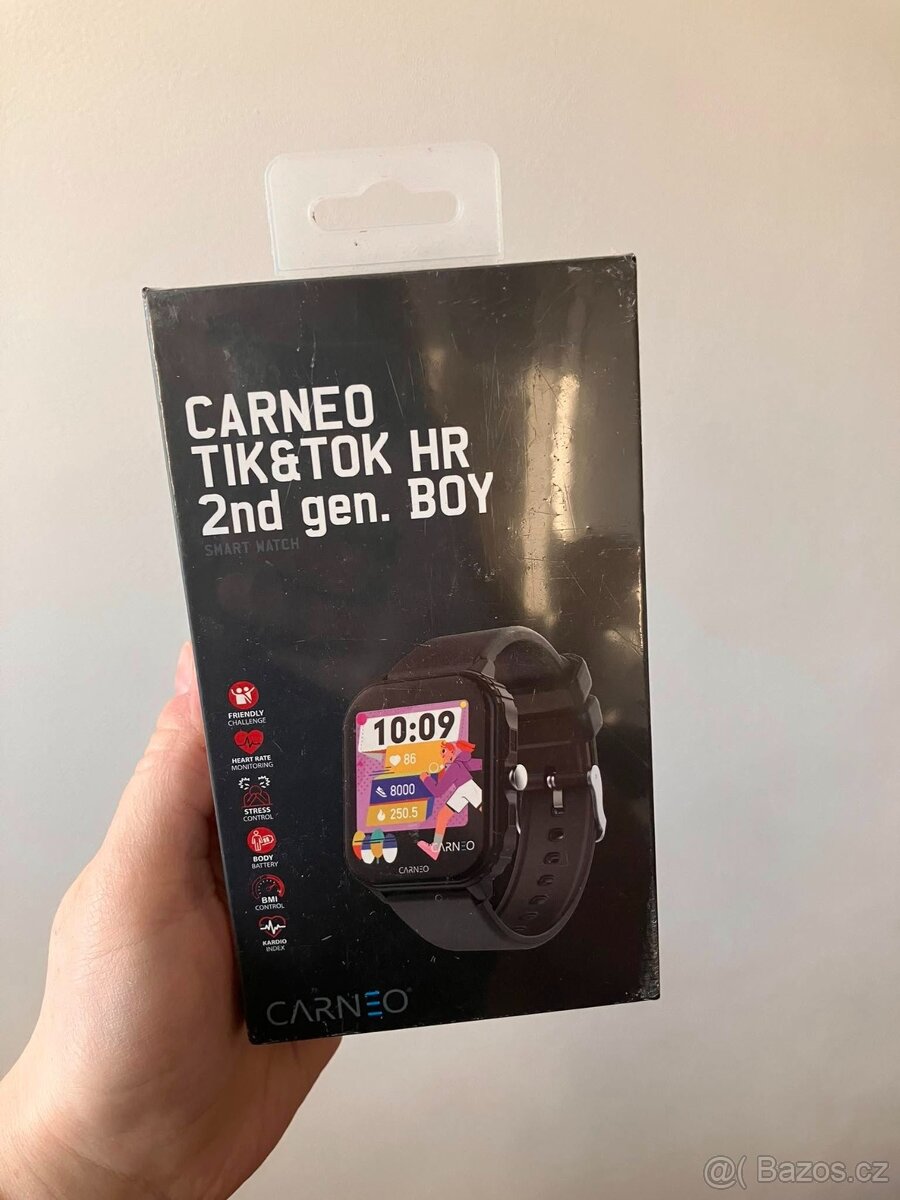 CARNEO
TIK&TOK HR
2nd gen. BOY
SMART WATCH
FRIENDLY
CHALLENGE
HEART RATE
MONITORING
STRESS
CONTROL
BODY
BATTERY
BMI
CONTROL
KARDIO
INDEX
10:09
86
8000
250.5
CARNEO
CARNEO
CARNEO
@( Bazos.cz